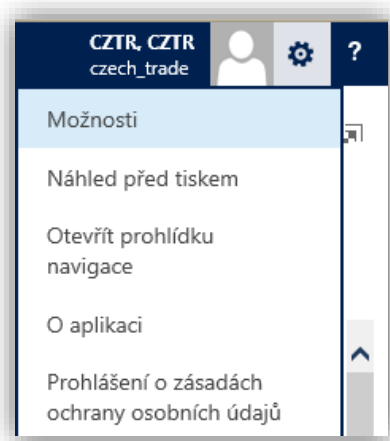 CZTR, CZTR
czech_trade
?
Možnosti
Náhled před tiskem
Otevřít prohlídku
navigace
O aplikaci
Prohlášení o zásadách
ochrany osobních údajů